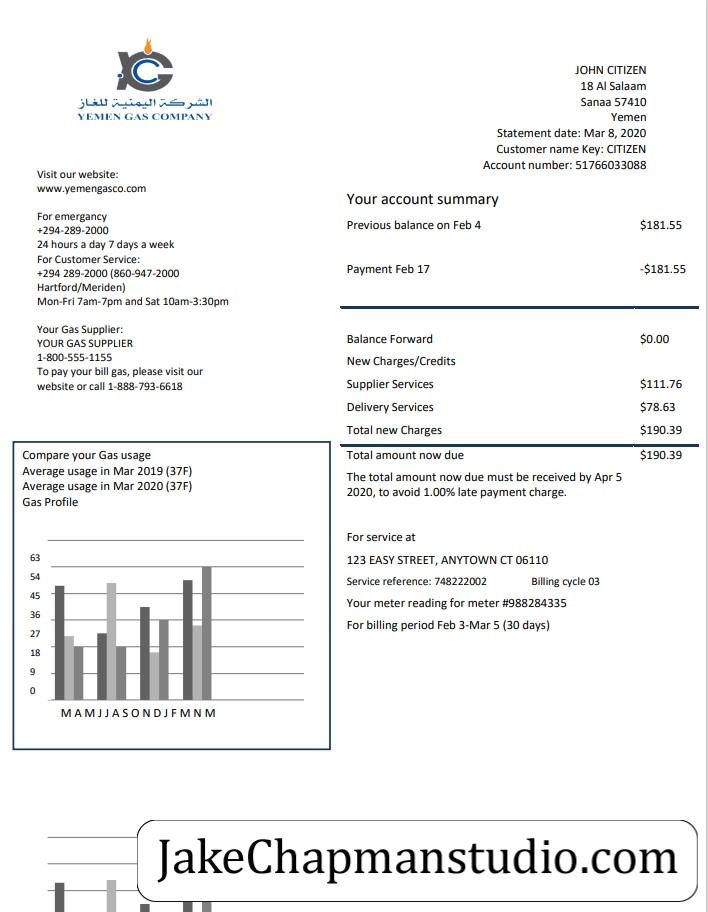 الشركة اليمنية للغاز
YEMEN GAS COMPANY
JOHN CITIZEN
18 Al Salaam
Sanaa 57410
Yemen
Statement date: Mar 8, 2020
Customer name Key: CITIZEN
Account number: 51766033088
Visit our website:
www.yemengasco.com
For emergancy
+294-289-2000
24 hours a day 7 days a week
For Customer Service:
+294 289-2000 (860-947-2000
Hartford/Meriden)
Mon-Fri 7am-7pm and Sat 10am-3:30pm
Your Gas Supplier:
YOUR GAS SUPPLIER
1-800-555-1155
To pay your bill gas, please visit our
website or call 1-888-793-6618
Your account summary
Previous balance on Feb 4 $181.55
Payment Feb 17 -$181.55
Balance Forward $0.00
New Charges/Credits
Supplier Services $111.76
Delivery Services $78.63
Total new Charges $190.39
Total amount now due $190.39
The total amount now due must be received by Apr 5
2020, to avoid 1.00% late payment charge.
For service at
123 EASY STREET, ANYTOWN CT 06110
Service reference: 748222002 Billing cycle 03
Your meter reading for meter #988284335
For billing period Feb 3-Mar 5 (30 days)
Compare your Gas usage
Average usage in Mar 2019 (37F)
Average usage in Mar 2020 (37F)
Gas Profile
63
54
45
36
27
18
9
0
M A M J J A S O N D J F M N M
JakeChapmanstudio.com